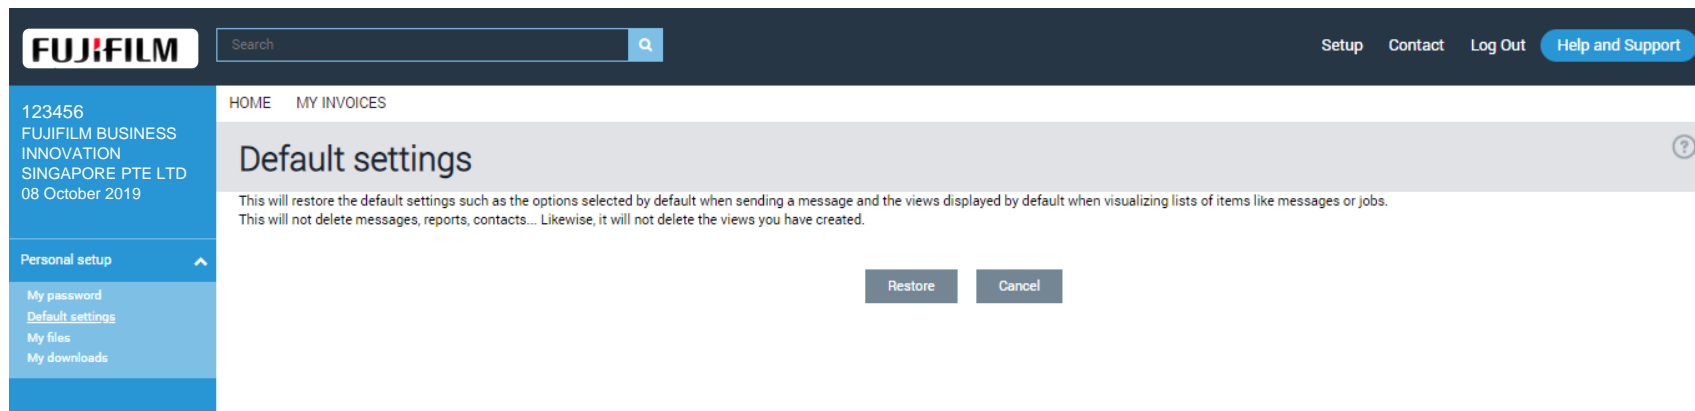 FUJIFILM
Search
Setup Contact Log Out Help and Support
123456
FUJIFILM BUSINESS
INNOVATION
SINGAPORE PTE LTD
08 October 2019
Personal setup
My password
Default settings
My files
My downloads
HOME MY INVOICES
Default settings
?
This will restore the default settings such as the options selected by default when sending a message and the views displayed by default when visualizing lists of items like messages or jobs.
This will not delete messages, reports, contacts... Likewise, it will not delete the views you have created.
Restore Cancel